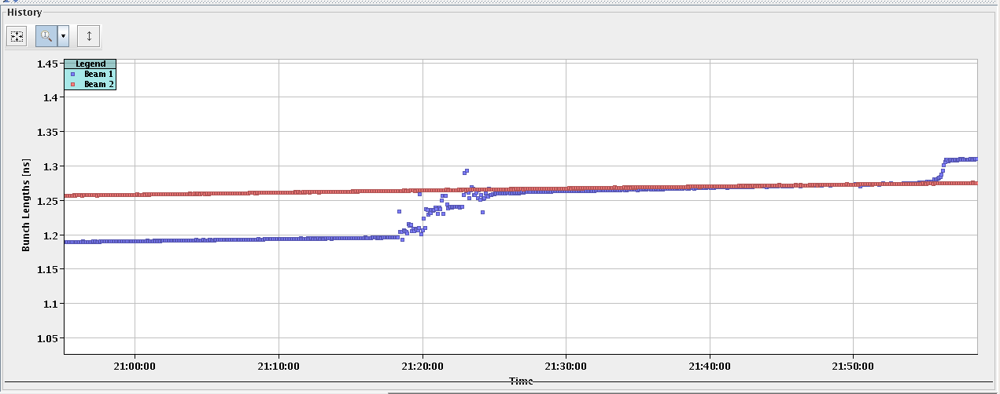 History
Legend
Beam 1
Beam 2
1.45
1.4
1.35
1.3
1.25
1.2
1.15
1.1
1.05
Bunch Lengths [ns]
21:00:00
21:10:00
21:20:00
21:30:00
21:40:00
21:50:00
Time